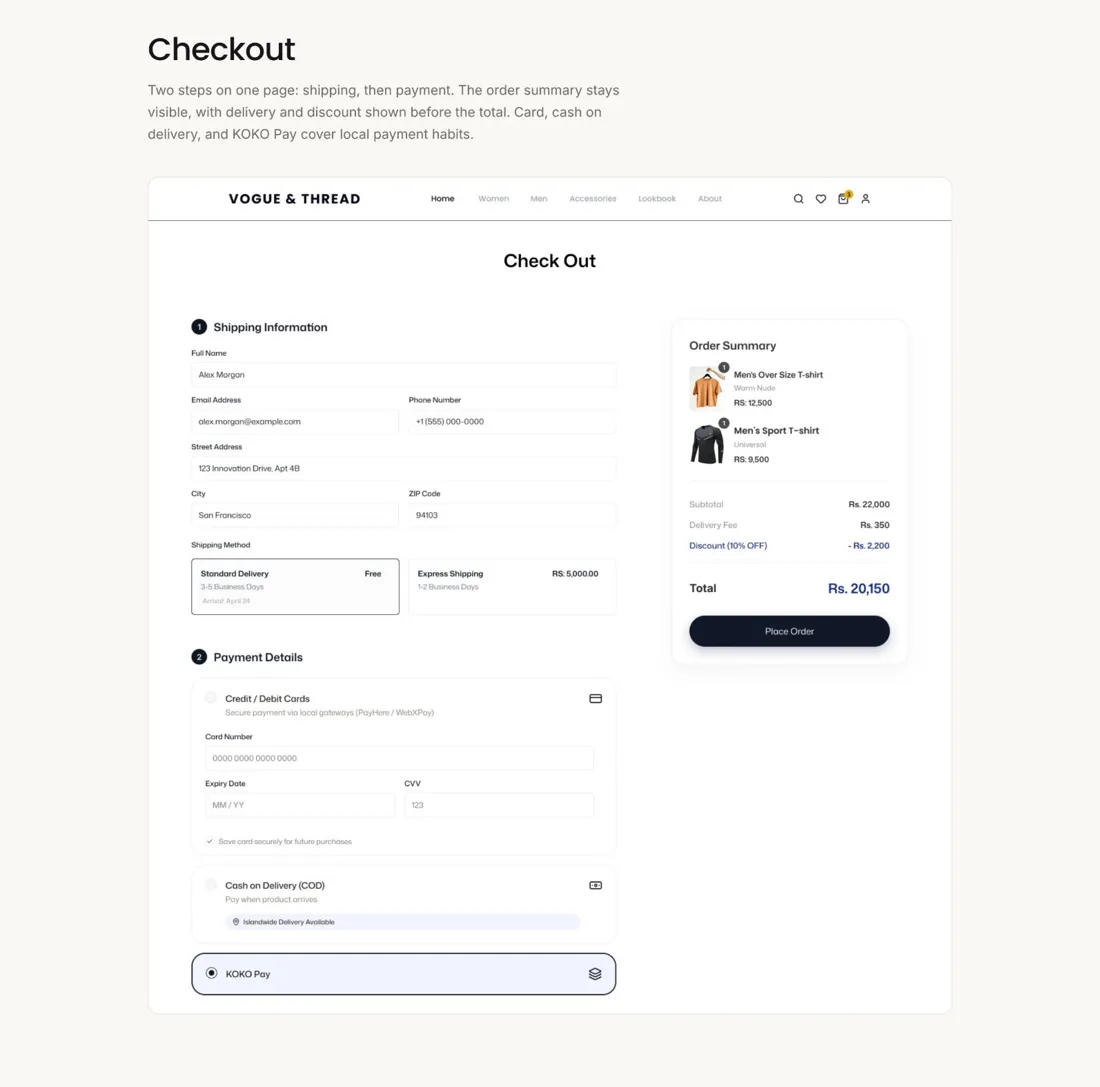 Checkout
Two steps on one page: shipping, then payment. The order summary stays
visible, with delivery and discount shown before the total. Card, cash on
delivery, and KOKO Pay cover local payment habits.
VOGUE & THREAD
Home
Women
Men
Accessories
Lookbook
About
Check Out
1 Shipping Information
Full Name
Alex Morgan
Email Address
Phone Number
alex.morgan@example.com
+1 (555) 000-0000
Street Address
123 Innovation Drive, Apt 4B
City
ZIP Code
San Francisco
94103
Shipping Method
Standard Delivery
Free
3-5 Business Days
Arrival: April 24
Express Shipping
RS: 5,000.00
1-2 Business Days
2 Payment Details
Credit / Debit Cards
Secure payment via local gateways (PayHere / WebXPay)
Card Number
0000 0000 0000 0000
Expiry Date
CVV
MM / YY
123
Save card securely for future purchases
Cash on Delivery (COD)
Pay when product arrives
Islandwide Delivery Available
KOKO Pay
Order Summary
1
Men's Over Size T-shirt
Warm Nude
RS: 12,500
1
Men's Sport T-shirt
Universal
RS: 9,500
Subtotal
Rs. 22,000
Delivery Fee
Rs. 350
Discount (10% OFF)
- Rs. 2,200
Total
Rs. 20,150
Place Order